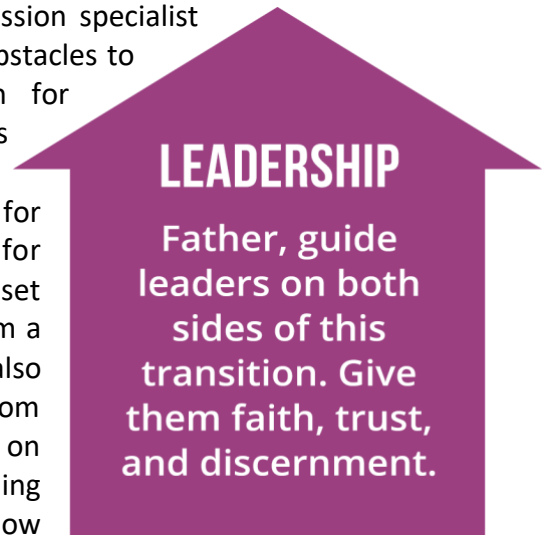 ssion specialist
bstacles to
for
s
for
for
set
m a
also
om
on
ing
ow
LEADERSHIP
Father, guide
leaders on both
sides of this
transition. Give
them faith, trust,
and discernment.